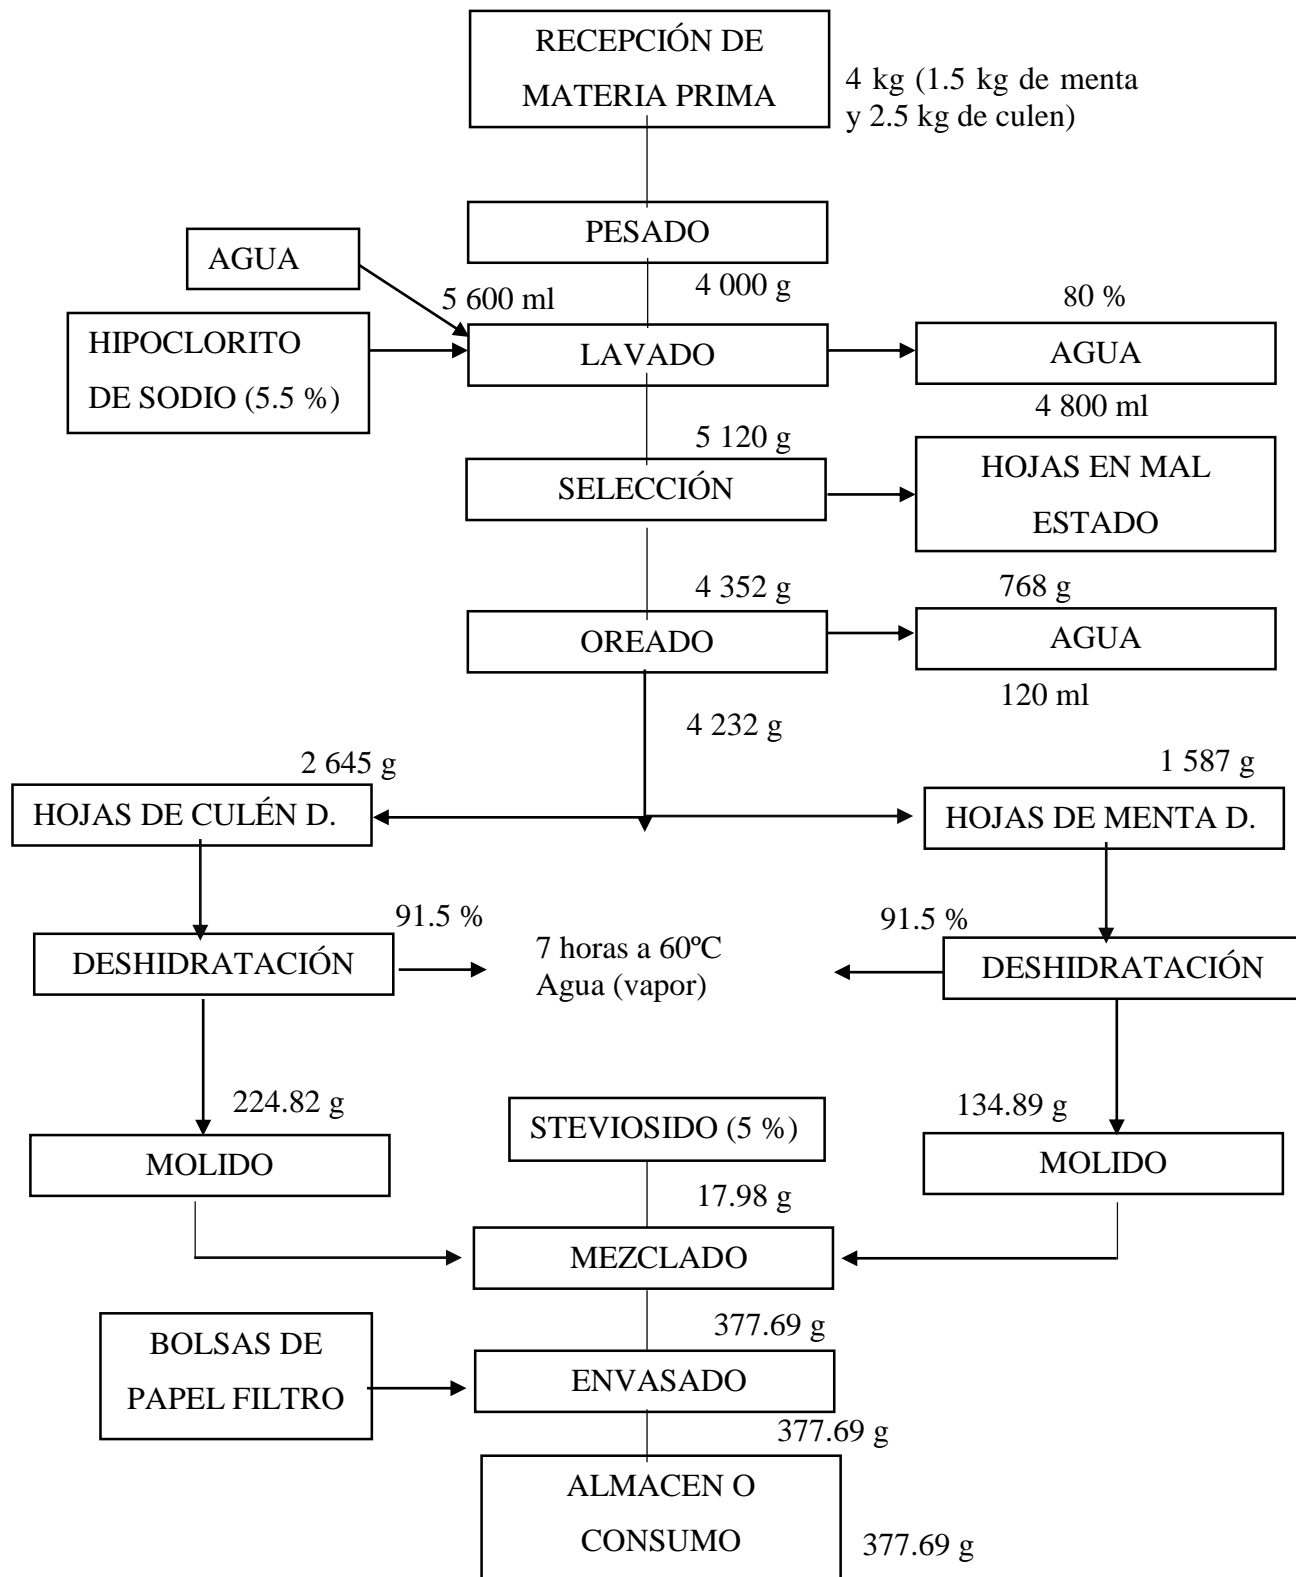 RECEPCIÓN DE
MATERIA PRIMA
4 kg (1.5 kg de menta
y 2.5 kg de culen)
PESADO
AGUA
4 000 g
5 600 ml
80 %
HIPOCLORITO
DE SODIO (5.5 %)
LAVADO
AGUA
4 800 ml
5 120 g
SELECCIÓN
HOJAS EN MAL
ESTADO
4 352 g
768 g
OREADO
AGUA
120 ml
4 232 g
2 645 g
1 587 g
HOJAS DE CULÉN D.
HOJAS DE MENTA D.
91.5 %
91.5 %
DESHIDRATACIÓN
7 horas a 60ºC
Agua (vapor)
DESHIDRATACIÓN
224.82 g
134.89 g
STEVIOSIDO (5 %)
MOLIDO
MOLIDO
17.98 g
MEZCLADO
377.69 g
BOLSAS DE
PAPEL FILTRO
ENVASADO
377.69 g
ALMACEN O
CONSUMO
377.69 g